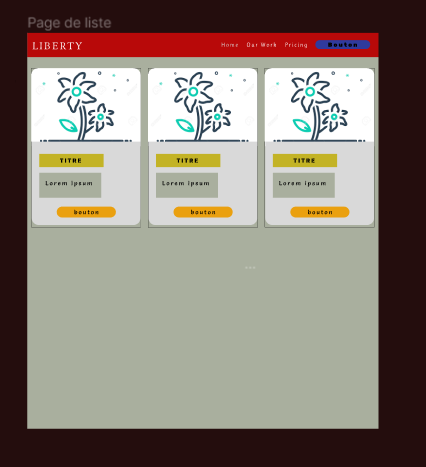 Page de liste
LIBERTY
Home Our Work Pricing Bouton
TITRE TITRE TITRE
Lorem Ipsum Lorem Ipsum Lorem Ipsum
bouton bouton bouton